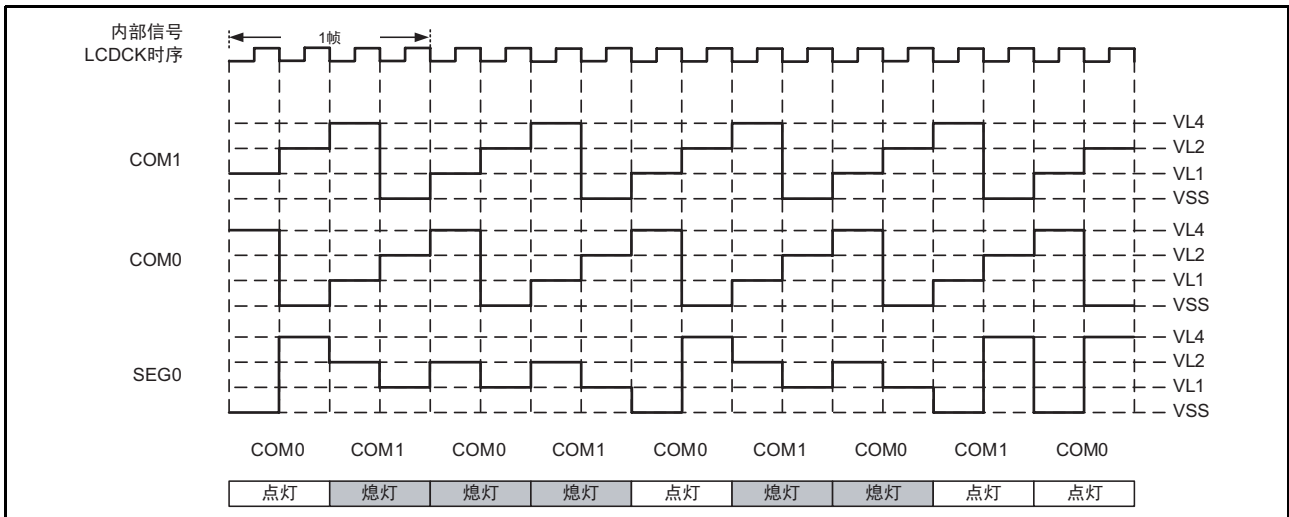 内部信号
LCDCK时序
1帧
COM1
VL4
VL2
VL1
VSS
COM0
VL4
VL2
VL1
VSS
SEG0
VL4
VL2
VL1
VSS
COM0 COM1 COM0 COM1 COM0 COM1 COM0 COM1 COM0
点灯 熄灯 熄灯 熄灯 点灯 熄灯 熄灯 点灯 点灯